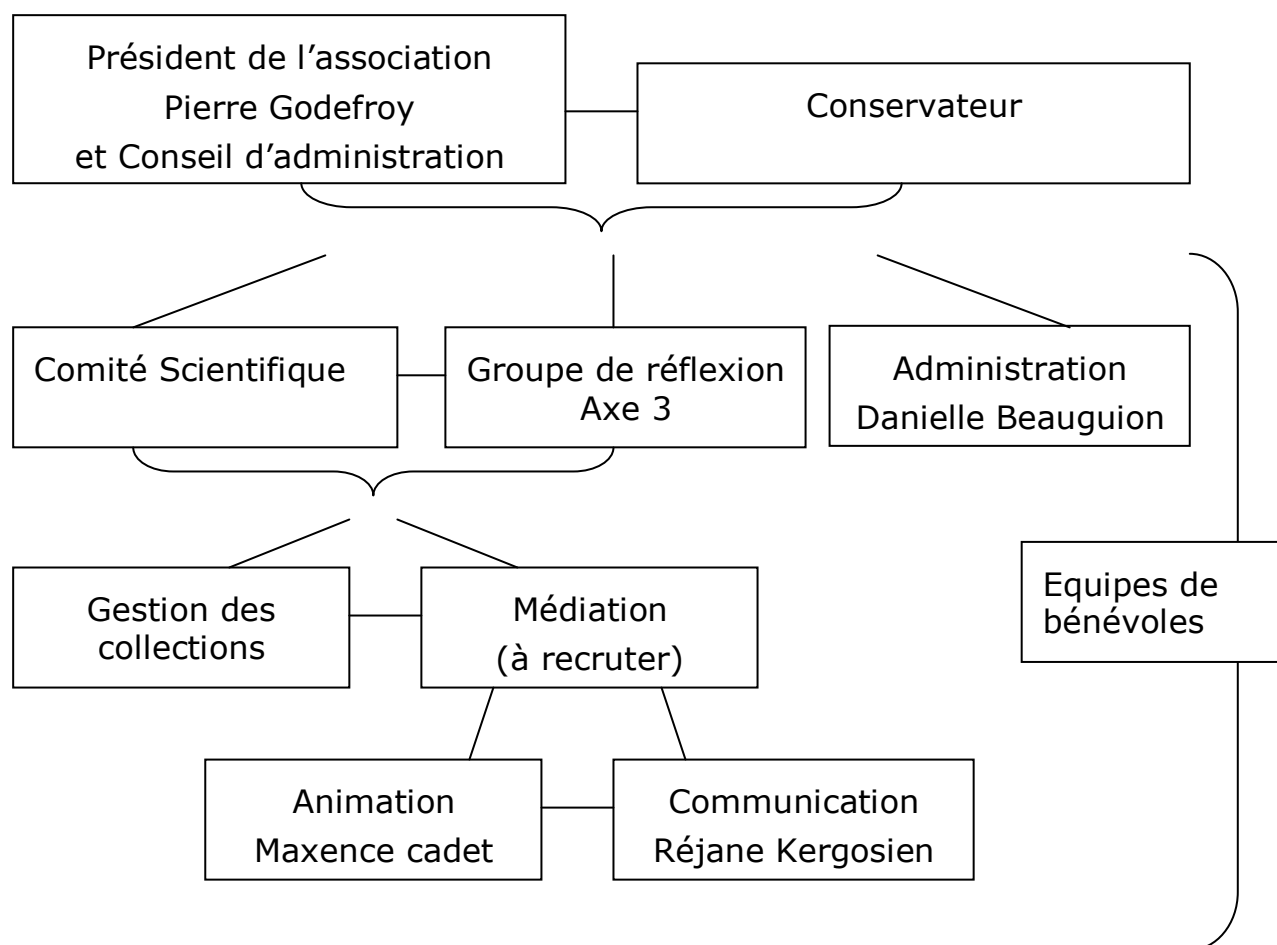 Président de l’association
Pierre Godefroy
et Conseil d’administration
Conservateur
Comité Scientifique
Groupe de réflexion
Axe 3
Administration
Danielle Beauguion
Gestion des
collections
Médiation
(à recruter)
Equipes de
bénévoles
Animation
Maxence cadet
Communication
Réjane Kergosien